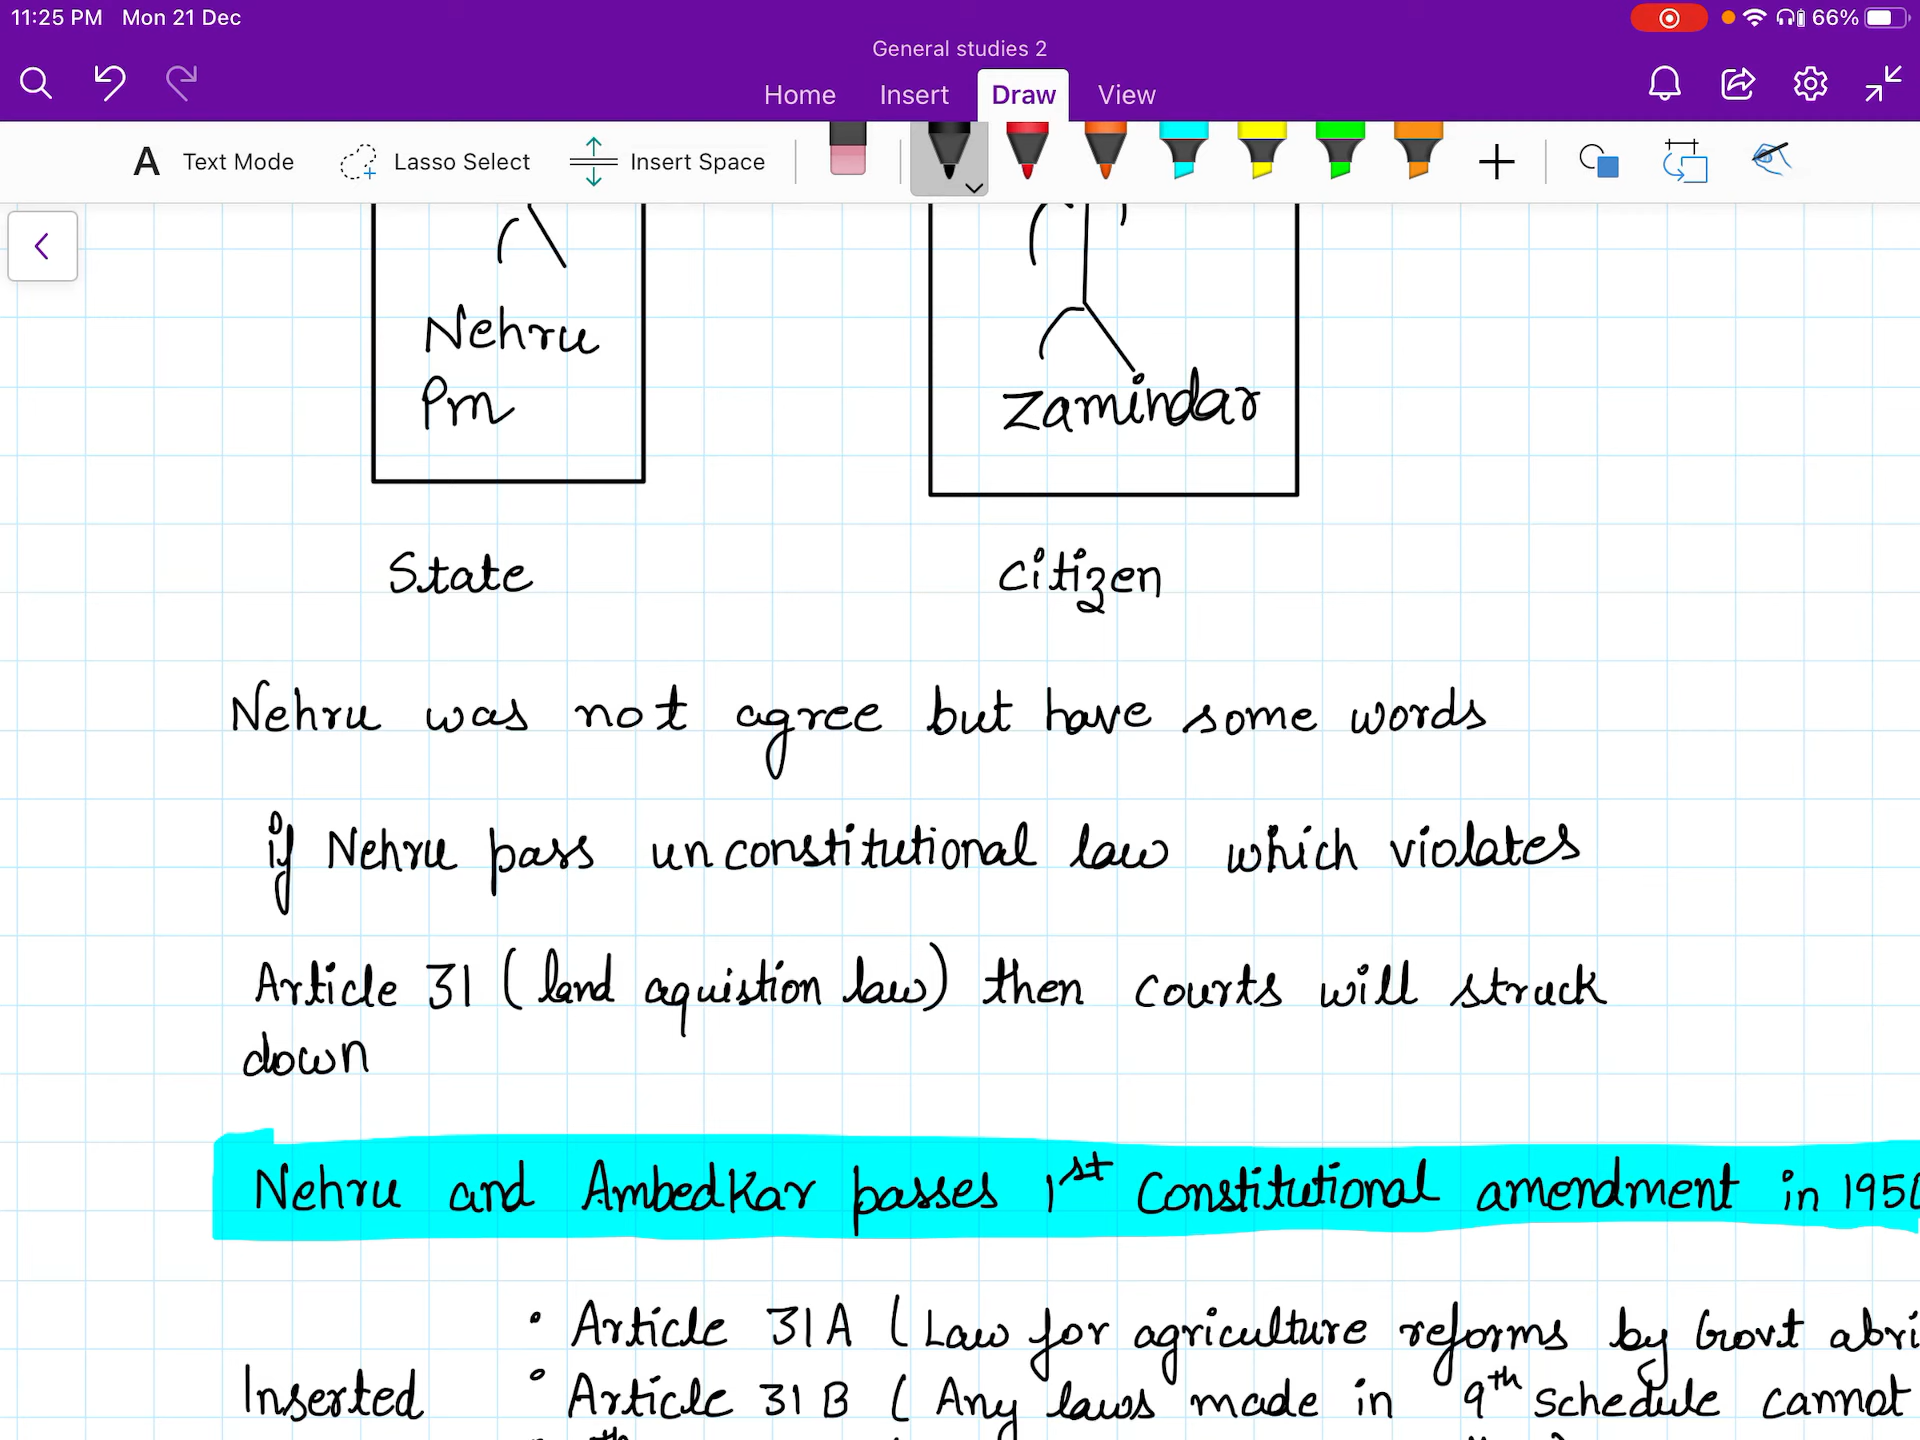 11:25 PM Mon 21 Dec
66%
General studies 2
Home Insert Draw View
A Text Mode Lasso Select Insert Space
Nehru
Pm
Zamindar
State
Citizen
Nehru was not agree but have some words
if Nehru pass unconstitutional law which violates
Article 31 (land aquistion law) then courts will struck
down
Nehru and Ambedkar passes 1st Constitutional amendment in
• Article 31A (Law for agriculture reforms by Govt
Inserted
• Article 31B (Any laws made in 9th schedule cannot